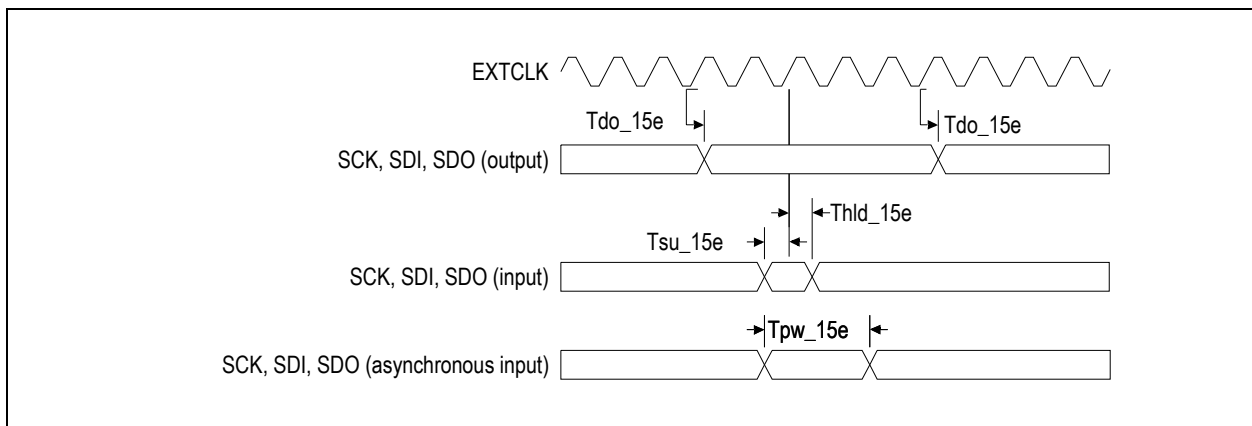 EXTCLK
Tdo_15e
Tdo_15e
SCK, SDI, SDO (output)
Thld_15e
Tsu_15e
SCK, SDI, SDO (input)
Tpw_15e
SCK, SDI, SDO (asynchronous input)